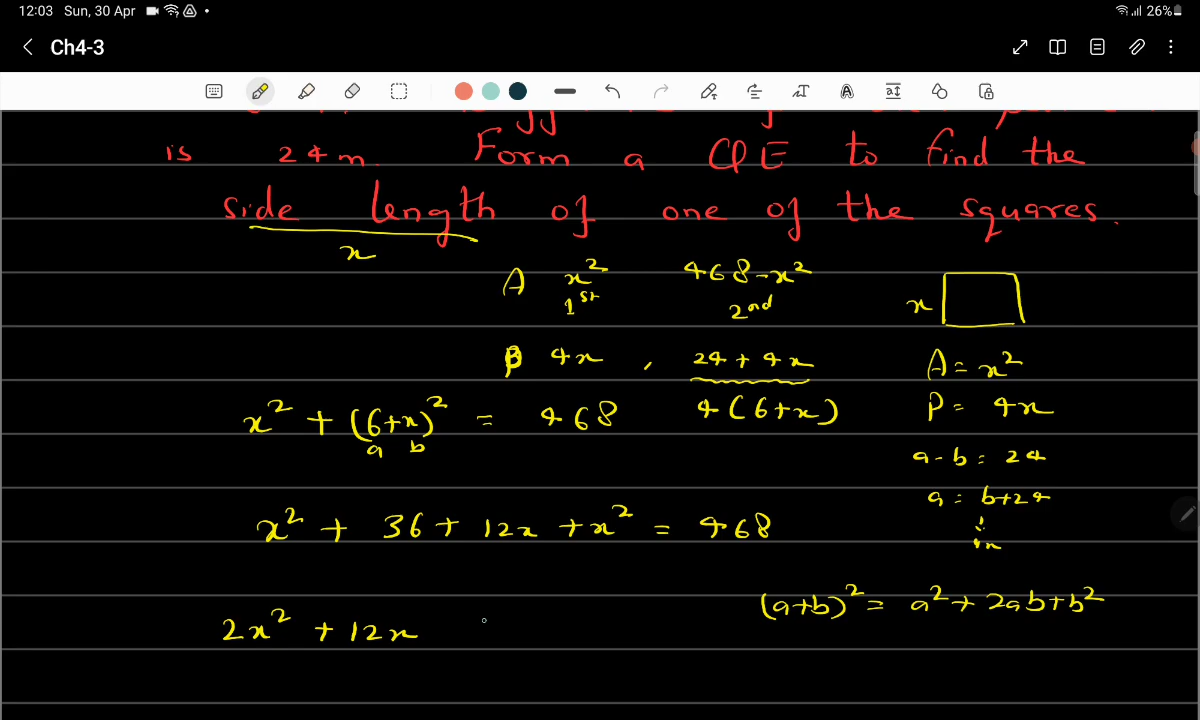 12:03 Sun, 30 Apr 26%
Ch4-3
is 24m. Form a QE to find the
side length of one of the squares.
x
A x² 468-x² x
1st 2nd
P 4x , 24 + 4x A = x²
x² + (6+x)² = 468 4(6+x) P = 4x
a b a - b = 24
a = b+24
x² + 36 + 12x + x² = 468 4x
(a+b)² = a² + 2ab + b²
2x² + 12x